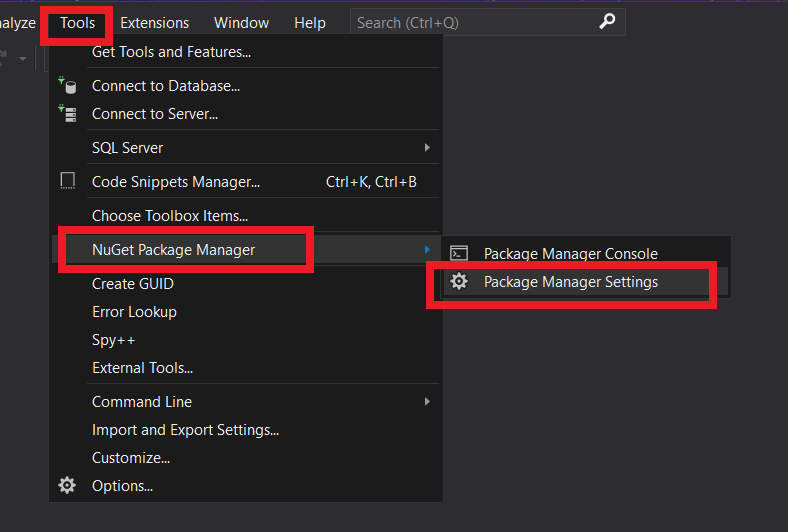 nalyze Tools Extensions Window Help Search (Ctrl+Q)
Get Tools and Features...
Connect to Database...
Connect to Server...
SQL Server
Code Snippets Manager... Ctrl+K, Ctrl+B
Choose Toolbox Items...
NuGet Package Manager
Package Manager Console
Package Manager Settings
Create GUID
Error Lookup
Spy++
External Tools...
Command Line
Import and Export Settings...
Customize...
Options...